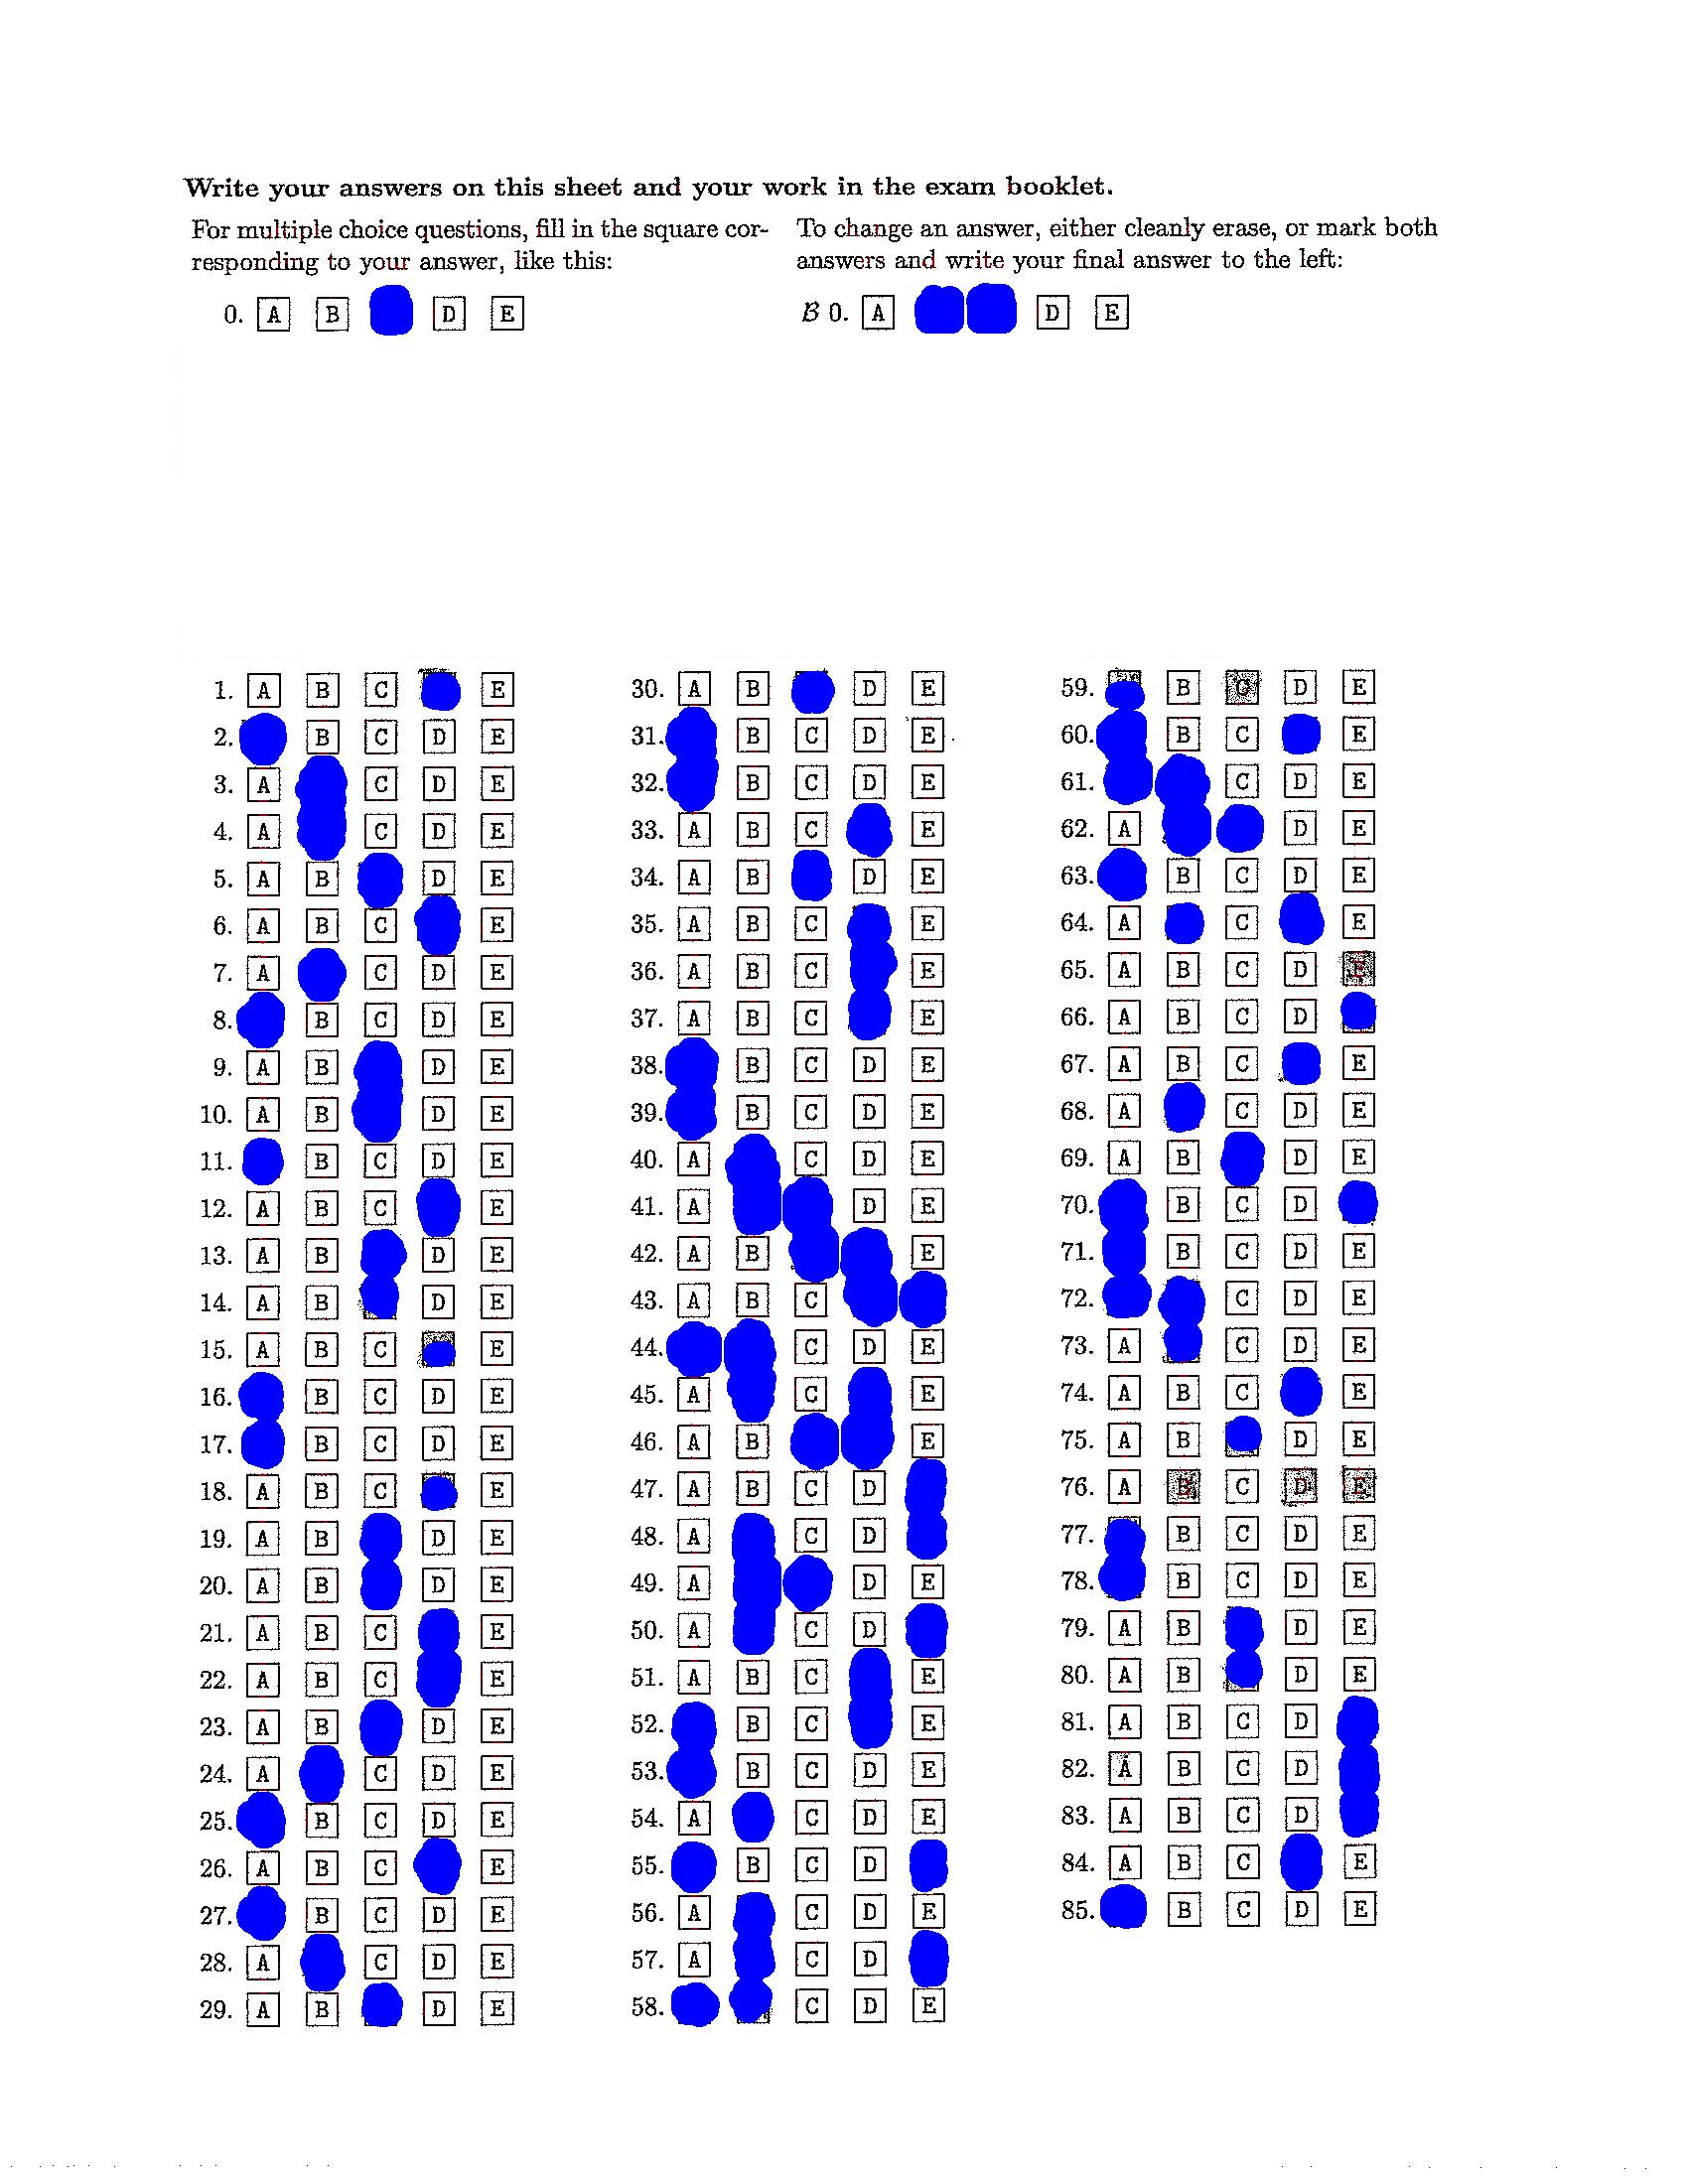 Write your answers on this sheet and your work in the exam booklet.
For multiple choice questions, fill in the square cor-
responding to your answer, like this:
To change an answer, either cleanly erase, or mark both
answers and write your final answer to the left:
0. A B D E
B 0. A D E
1. A B C E
2. B C D E
3. A C D E
4. A C D E
5. A B D E
6. A B C E
7. A C D E
8. B C D E
9. A B D E
10. A B D E
11. B C D E
12. A B C E
13. A B D E
14. A B D E
15. A B C E
16. B C D E
17. B C D E
18. A B C E
19. A B D E
20. A B D E
21. A B C E
22. A B C E
23. A B D E
24. A C D E
25. B C D E
26. A B C E
27. B C D E
28. A C D E
29. A B D E
30. A B D E
31. B C D E
32. B C D E
33. A B C E
34. A B D E
35. A B C E
36. A B C E
37. A B C E
38. B C D E
39. B C D E
40. A C D E
41. A D E
42. A B E
43. A B C
44. C D E
45. A C E
46. A B E
47. A B C D
48. A C D
49. A D E
50. A C D
51. A B C E
52. B C E
53. B C D E
54. A C D E
55. B C D
56. A C D E
57. A C D
58. C D E
59. B C D E
60. B C E
61. C D E
62. A D E
63. B C D E
64. A C E
65. A B C D E
66. A B C D
67. A B C E
68. A C D E
69. A B D E
70. B C D
71. B C D E
72. C D E
73. A C D E
74. A B C E
75. A B D E
76. A B C D E
77. B C D E
78. B C D E
79. A B D E
80. A B D E
81. A B C D
82. A B C D
83. A B C D
84. A B C E
85. B C D E